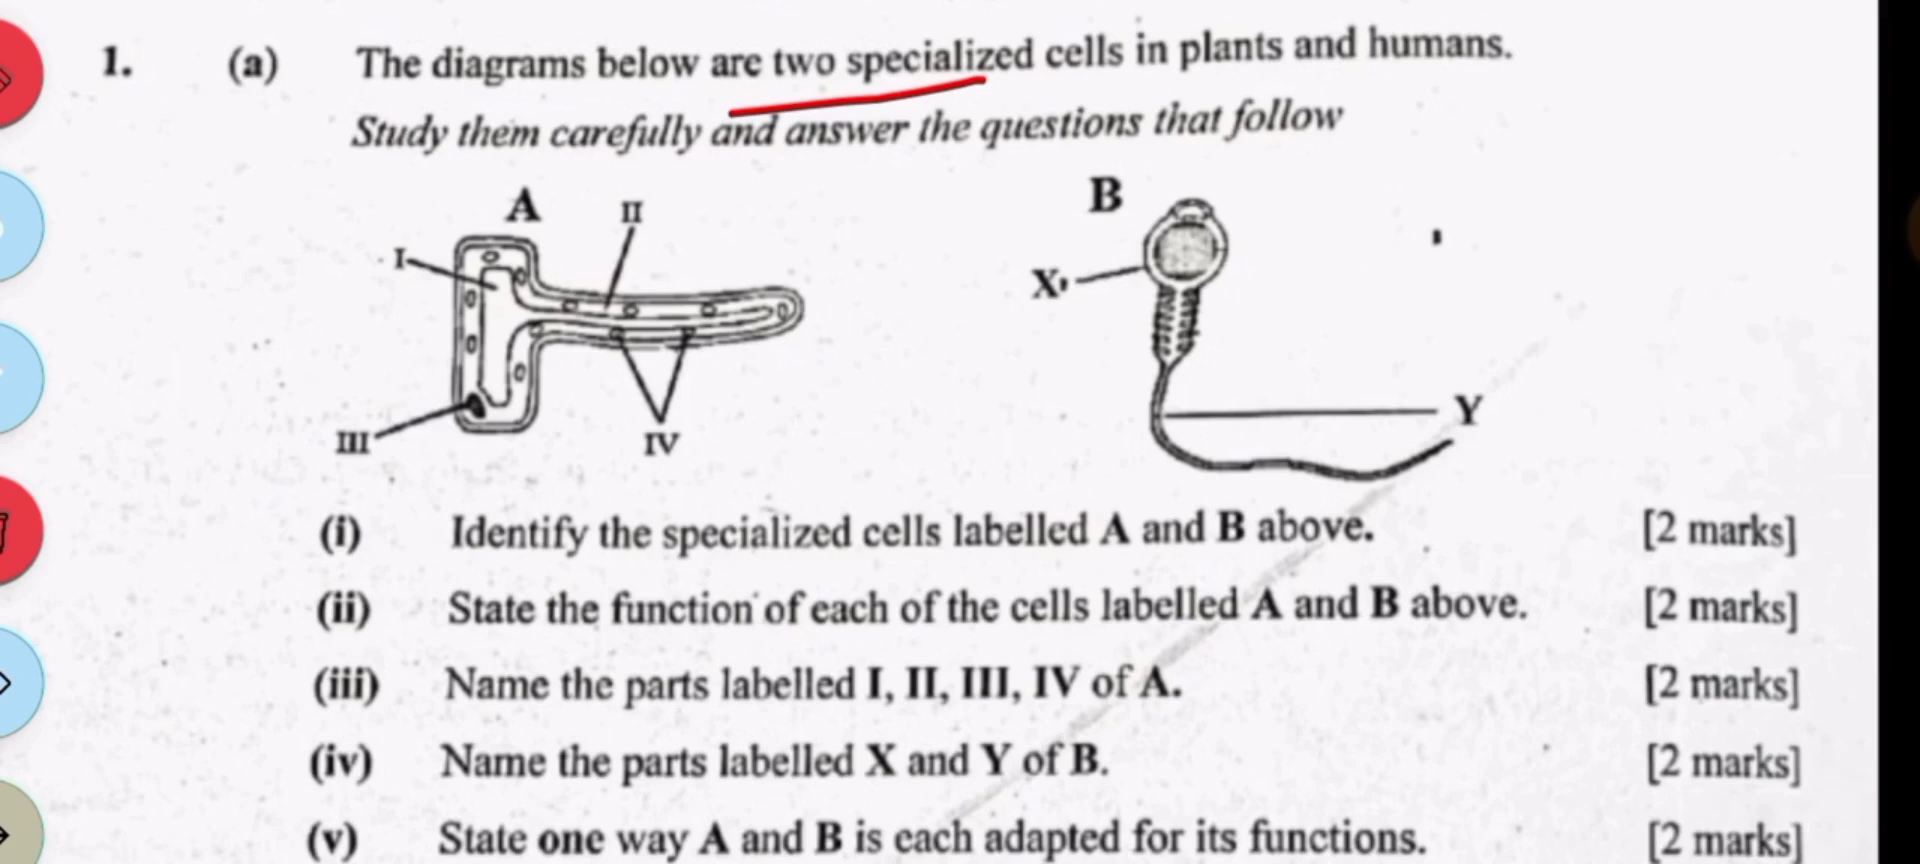 1. (a) The diagrams below are two specialized cells in plants and humans.
Study them carefully and answer the questions that follow
A
II
I
III
IV
B
X
Y
(i) Identify the specialized cells labelled A and B above. [2 marks]
(ii) State the function of each of the cells labelled A and B above. [2 marks]
(iii) Name the parts labelled I, II, III, IV of A. [2 marks]
(iv) Name the parts labelled X and Y of B. [2 marks]
(v) State one way A and B is each adapted for its functions. [2 marks]